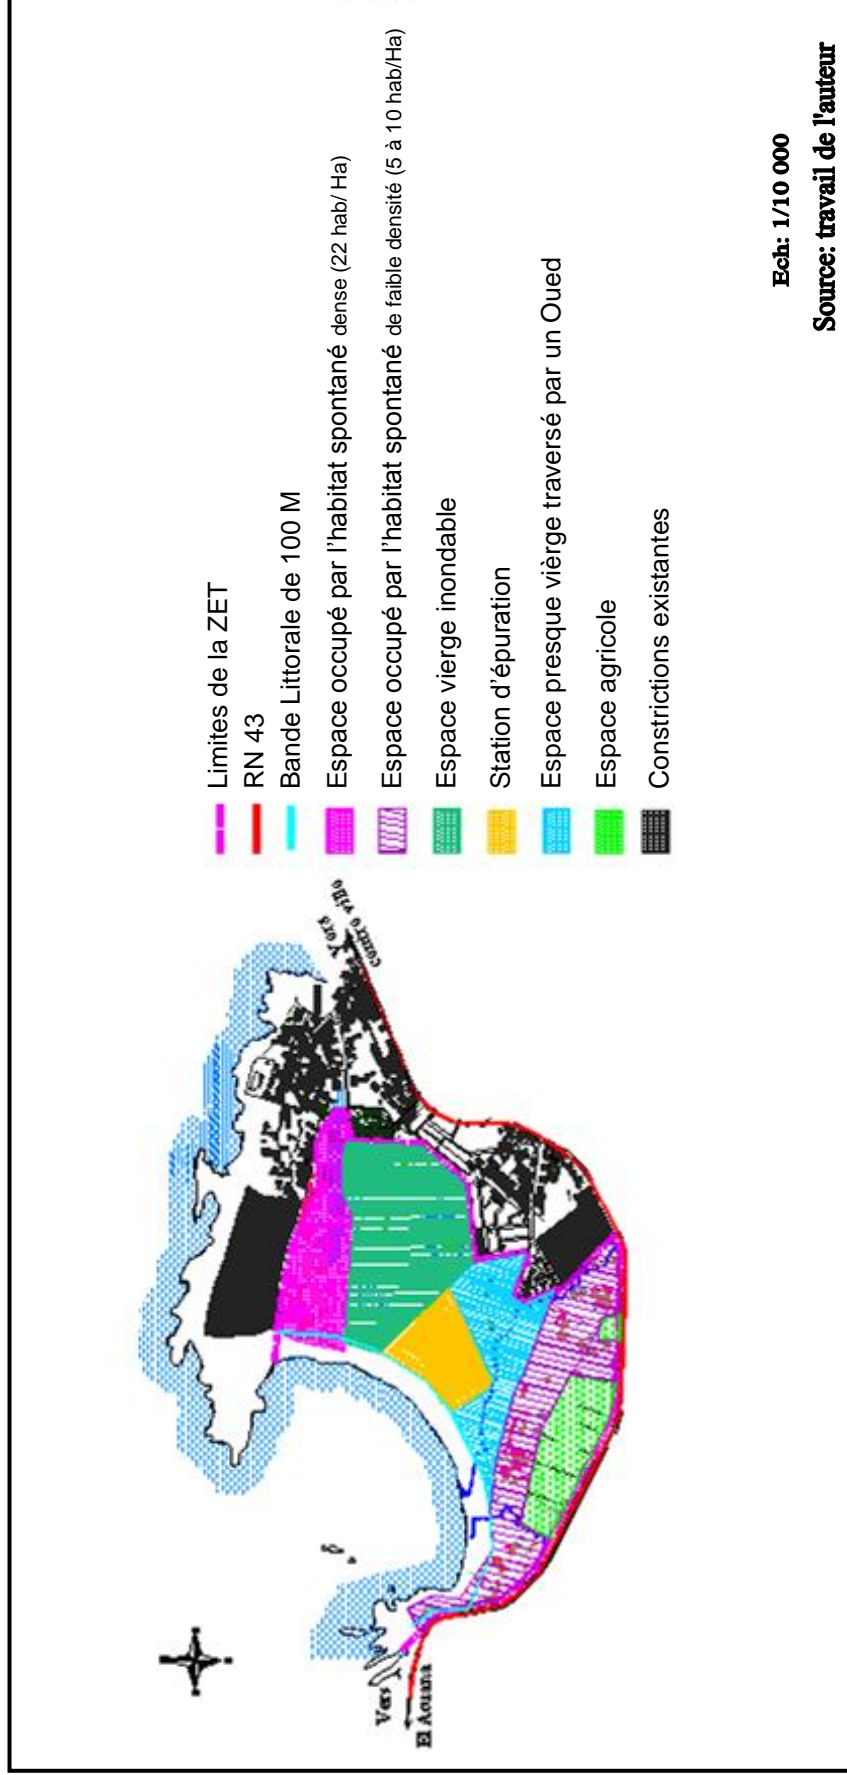 Limites de la ZET
RN 43
Bande Littorale de 100 M
Espace occupé par l'habitat spontané dense (22 hab/ Ha)
Espace occupé par l'habitat spontané de faible densité (5 à 10 hab/Ha)
Espace vierge inondable
Station d'épuration
Espace presque vièrge traversé par un Oued
Espace agricole
Constrictions existantes
Vers
centre ville
Vers
El Aouana
Ech: 1/10 000
Source: travail de l'auteur